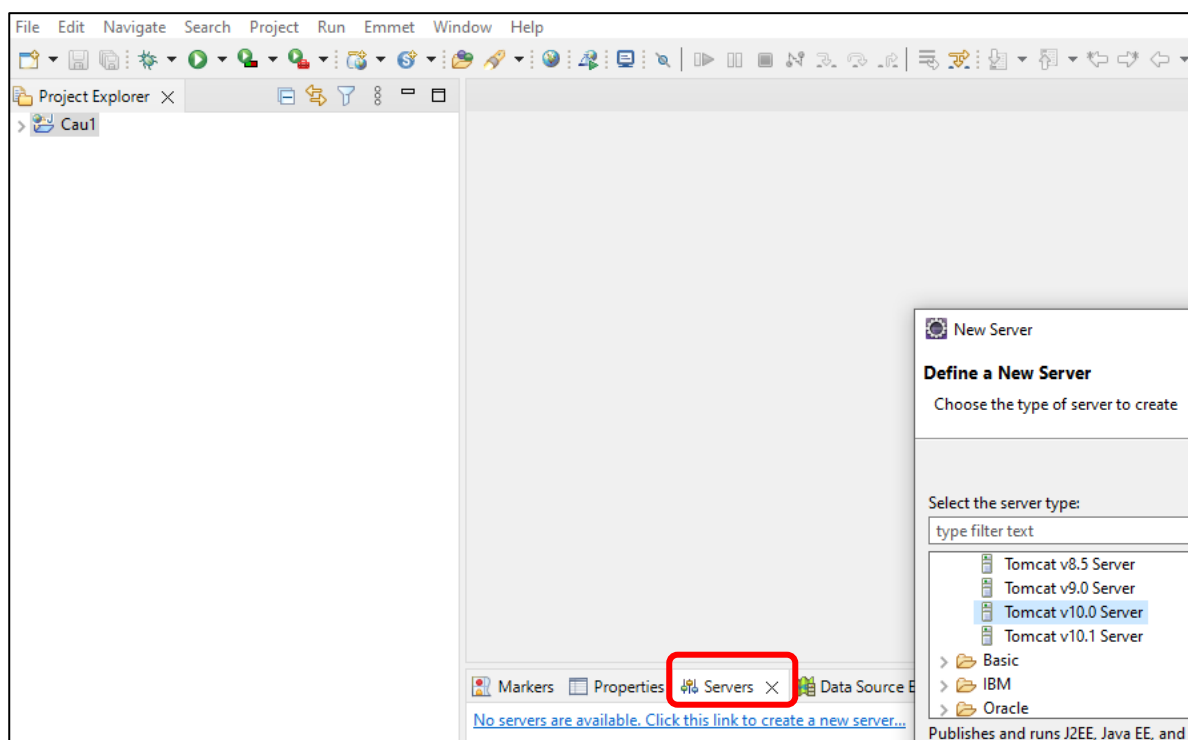 File Edit Navigate Search Project Run Emmet Window Help
Project Explorer
Cau1
New Server
Define a New Server
Choose the type of server to create
Select the server type:
type filter text
Tomcat v8.5 Server
Tomcat v9.0 Server
Tomcat v10.0 Server
Tomcat v10.1 Server
Basic
IBM
Oracle
Publishes and runs J2EE, Java EE, and
Markers Properties Servers Data Source E
No servers are available. Click this link to create a new server...